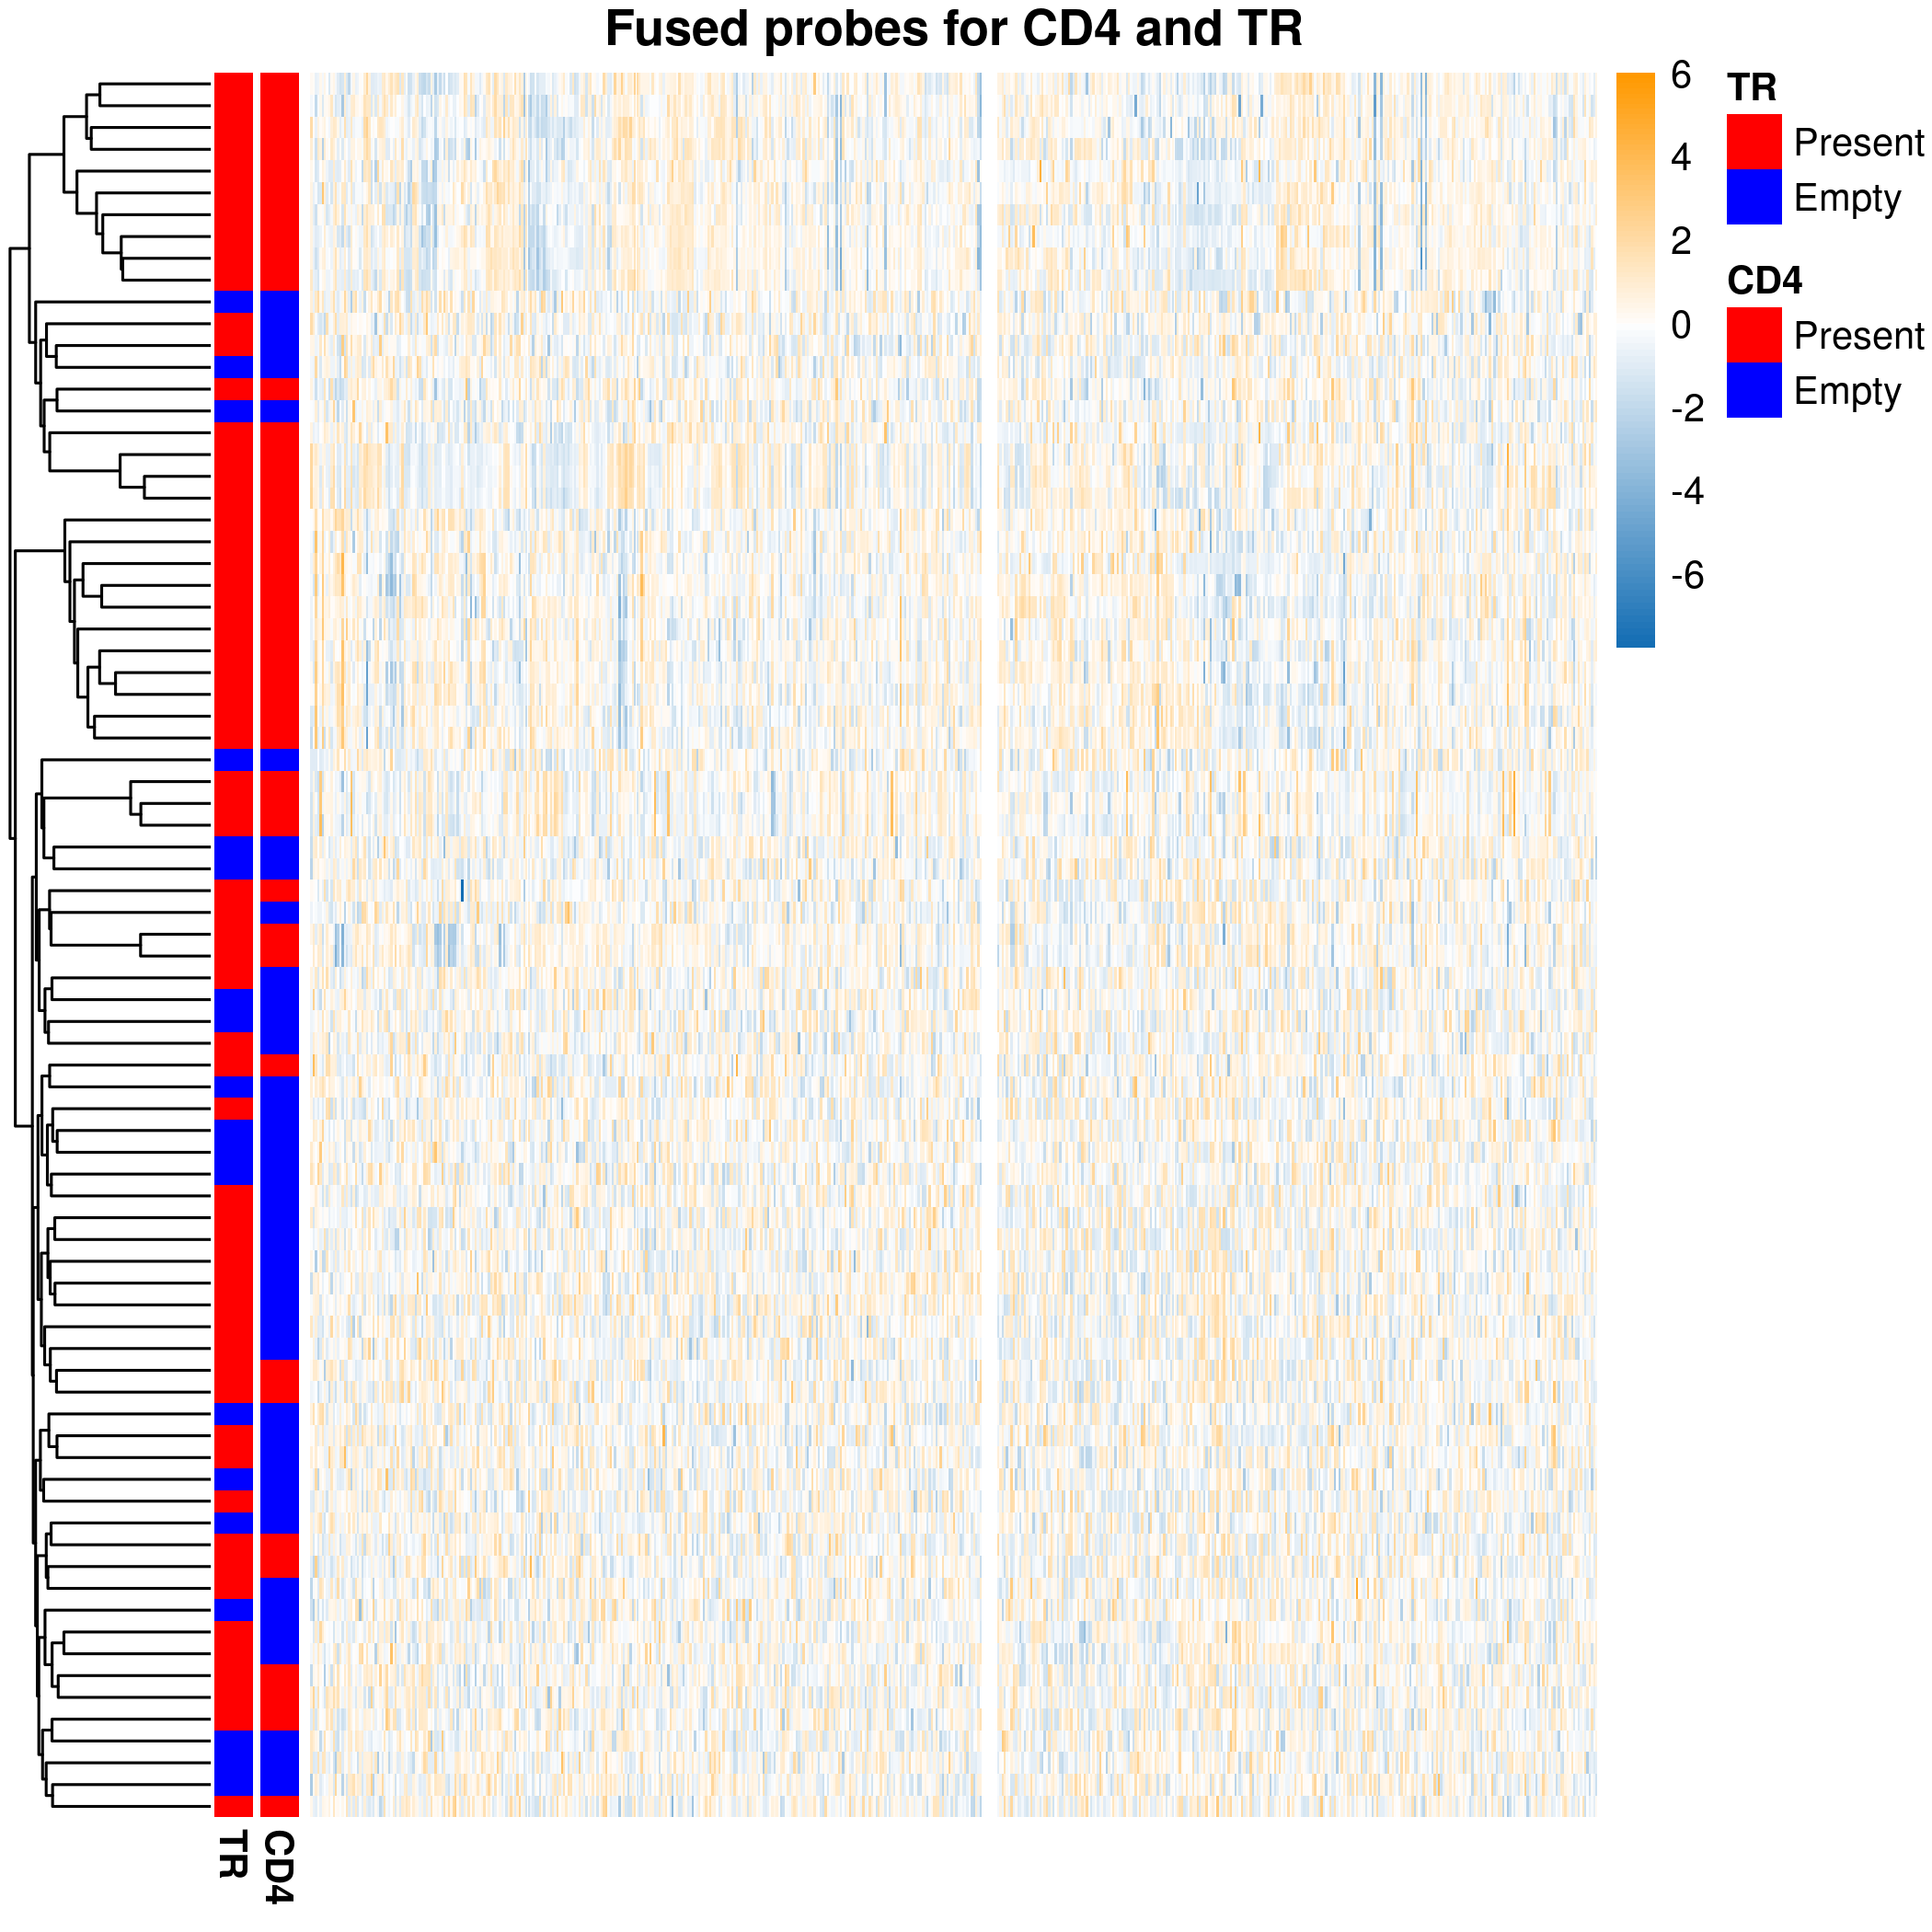 Fused probes for CD4 and TR
6
4
2
0
-2
-4
-6
TR
Present
Empty
CD4
Present
Empty
TR
CD4